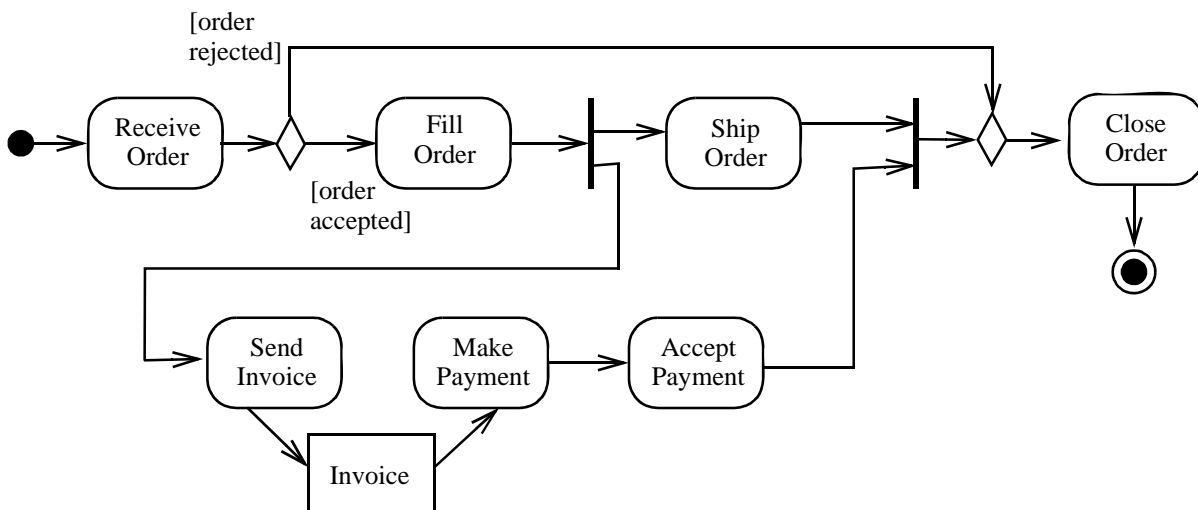 [order
rejected]
Receive
Order
Fill
Order
Ship
Order
Close
Order
[order
accepted]
Send
Invoice
Make
Payment
Accept
Payment
Invoice